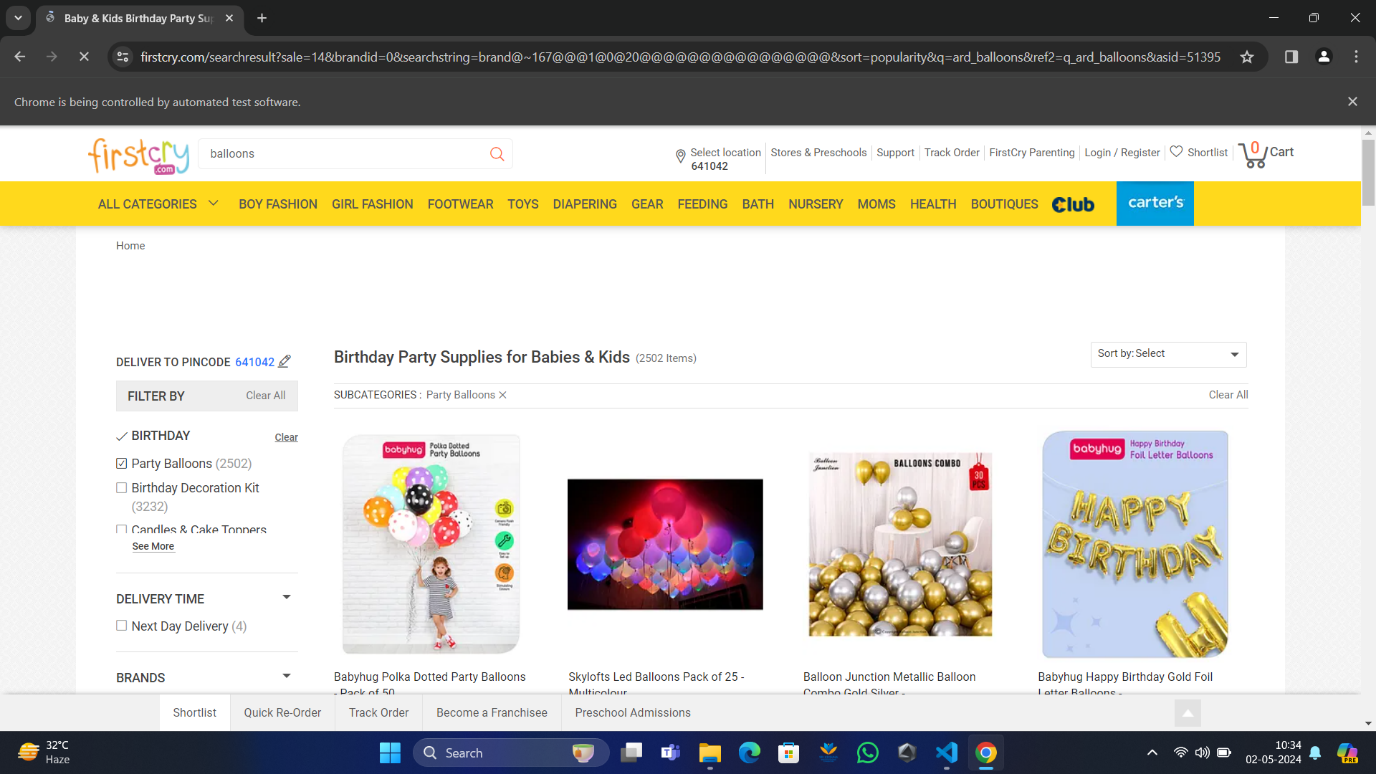 Baby & Kids Birthday Party Sup
firstcry.com/searchresult?sale=14&brandid=0&searchstring=brand@~167@@@1@0@20@@@@@@@@@@@@@@@@&sort=popularity&q=ard_balloons&ref2=q_ard_balloons&asid=51395
Chrome is being controlled by automated test software.
firstcry .com
balloons
Select location
641042
Stores & Preschools
Support
Track Order
FirstCry Parenting
Login / Register
Shortlist
0
Cart
ALL CATEGORIES
BOY FASHION
GIRL FASHION
FOOTWEAR
TOYS
DIAPERING
GEAR
FEEDING
BATH
NURSERY
MOMS
HEALTH
BOUTIQUES
Club
carter's
Home
DELIVER TO PINCODE 641042
Birthday Party Supplies for Babies & Kids (2502 Items)
Sort by: Select
FILTER BY
Clear All
SUBCATEGORIES : Party Balloons
Clear All
BIRTHDAY
Clear
Party Balloons (2502)
Birthday Decoration Kit
(3232)
Candles & Cake Toppers
See More
DELIVERY TIME
Next Day Delivery (4)
BRANDS
babyhug
Polka Dotted
Party Balloons
Balloon
Junction
BALLOONS COMBO
30
PCS
babyhug
Happy Birthday
Foil Letter Balloons
HAPPY
BIRTHDAY
Babyhug Polka Dotted Party Balloons
- Pack of 50
Skylofts Led Balloons Pack of 25 -
Multicolour
Balloon Junction Metallic Balloon
Combo Gold Silver -
Babyhug Happy Birthday Gold Foil
Letter Balloons -
Shortlist
Quick Re-Order
Track Order
Become a Franchisee
Preschool Admissions
32°C
Haze
Search
10:34
02-05-2024
PRE